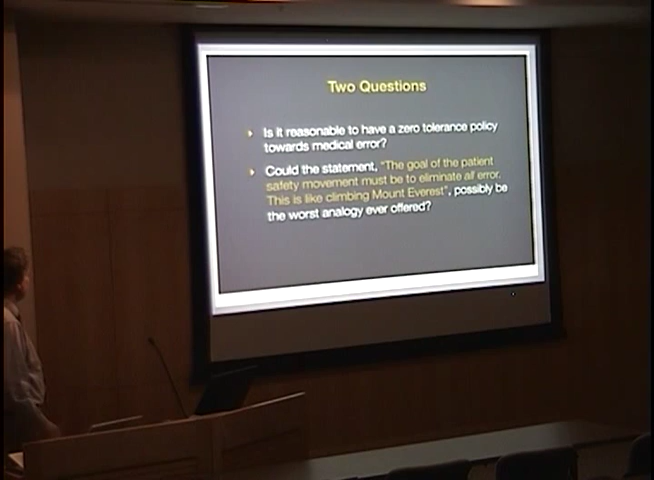 Two Questions
Is it reasonable to have a zero tolerance policy
towards medical error?
Could the statement, "The goal of the patient
safety movement must be to eliminate all error.
This is like climbing Mount Everest", possibly be
the worst analogy ever offered?